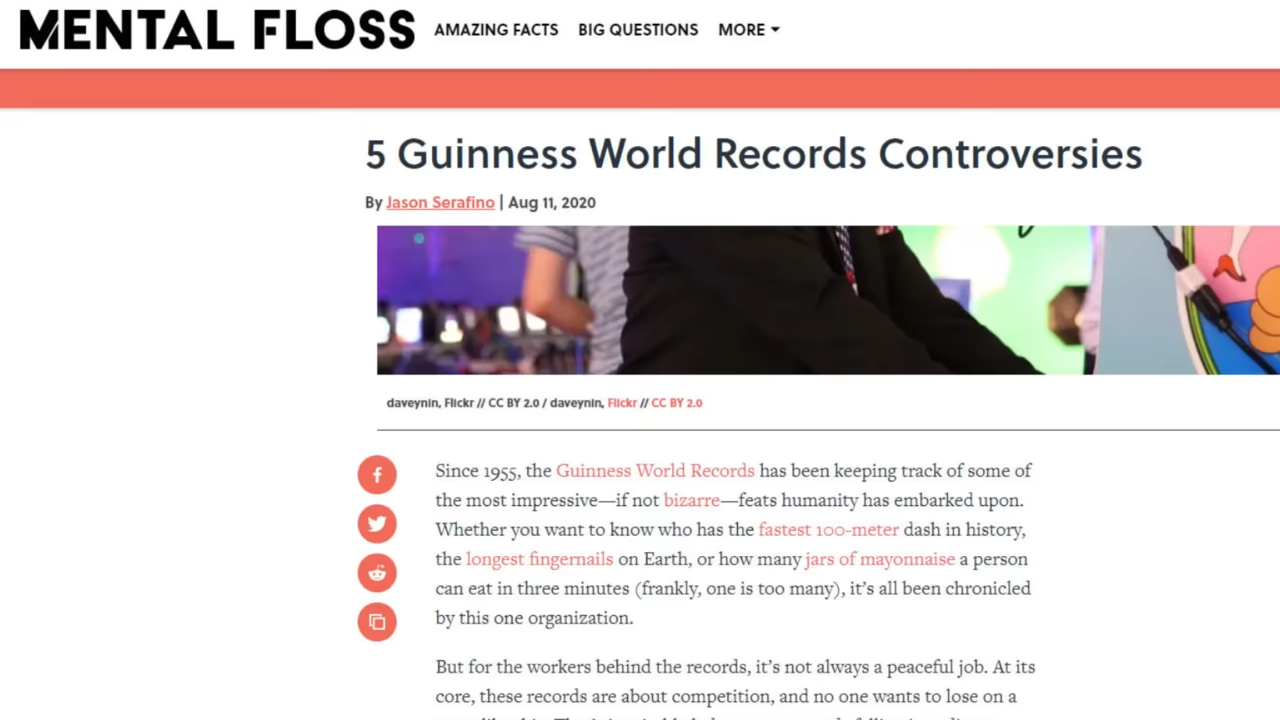 MENTAL FLOSS AMAZING FACTS BIG QUESTIONS MORE
5 Guinness World Records Controversies
By Jason Serafino | Aug 11, 2020
daveynin, Flickr // CC BY 2.0 / daveynin, Flickr // CC BY 2.0
Since 1955, the Guinness World Records has been keeping track of some of
the most impressive—if not bizarre—feats humanity has embarked upon.
Whether you want to know who has the fastest 100-meter dash in history,
the longest fingernails on Earth, or how many jars of mayonnaise a person
can eat in three minutes (frankly, one is too many), it's all been chronicled
by this one organization.
But for the workers behind the records, it's not always a peaceful job. At its
core, these records are about competition, and no one wants to lose on a